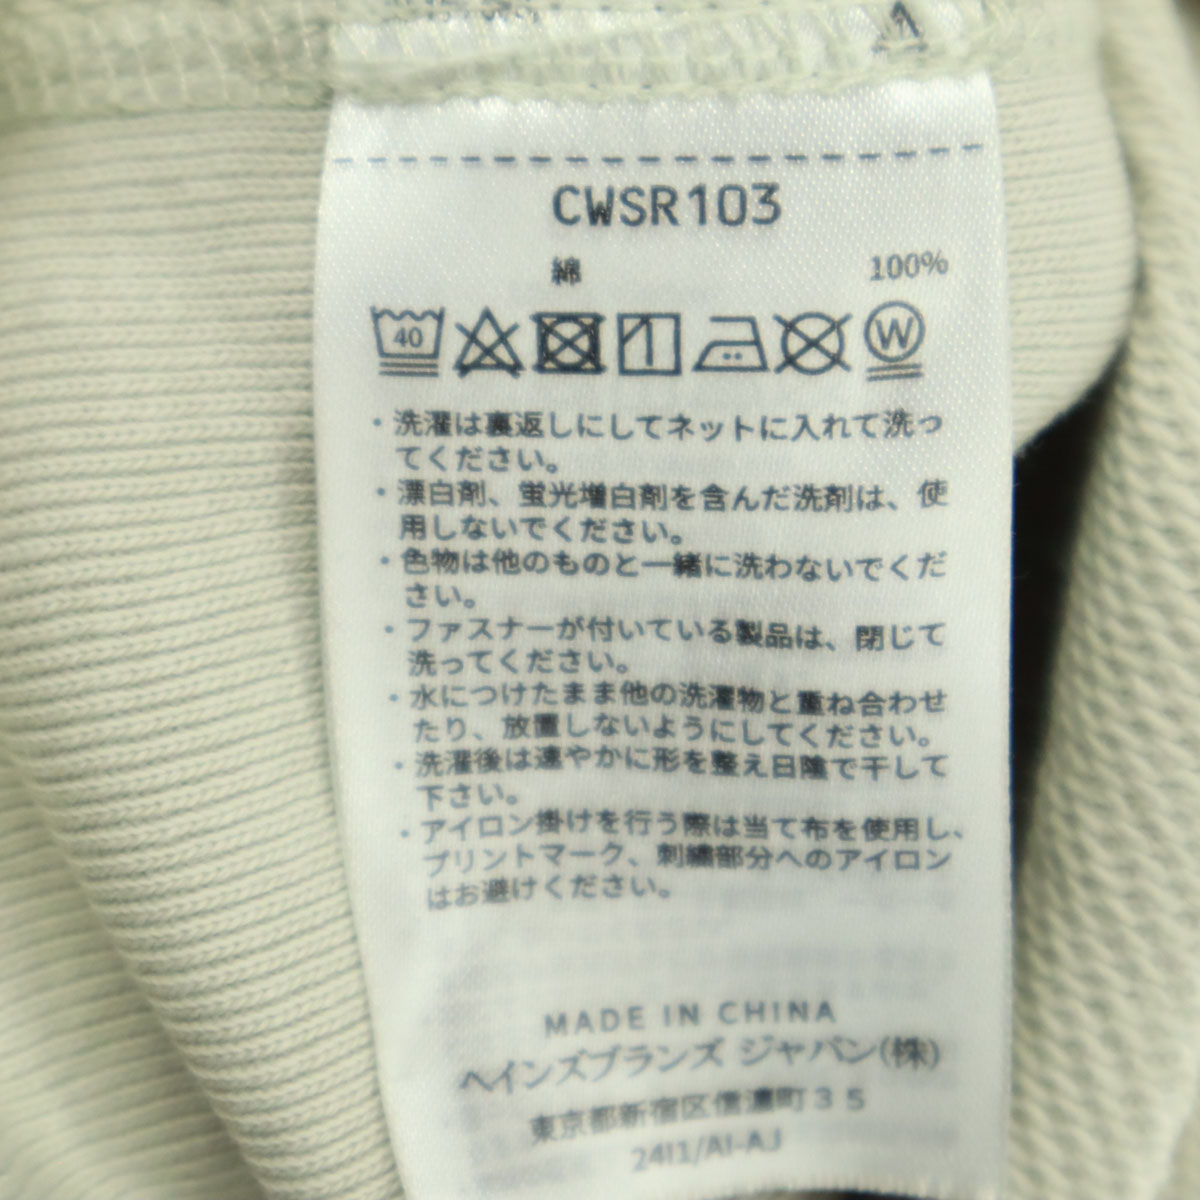 CWSR103
綿 100%
40 W
・洗濯は裏返しにしてネットに入れて洗っ
てください。
・漂白剤、蛍光増白剤を含んだ洗剤は、使
用しないでください。
・色物は他のものと一緒に洗わないでくだ
さい。
・ファスナーが付いている製品は、閉じて
洗ってください。
・水につけたまま他の洗濯物と重ね合わせ
たり、放置しないようにしてください。
・洗濯後は速やかに形を整え日陰で干して
下さい。
・アイロン掛けを行う際は当て布を使用し、
プリントマーク、刺繍部分へのアイロン
はお避けください。
MADE IN CHINA
ヘインズブランズ ジャパン(株)
東京都新宿区信濃町35
2411/AI-AJ